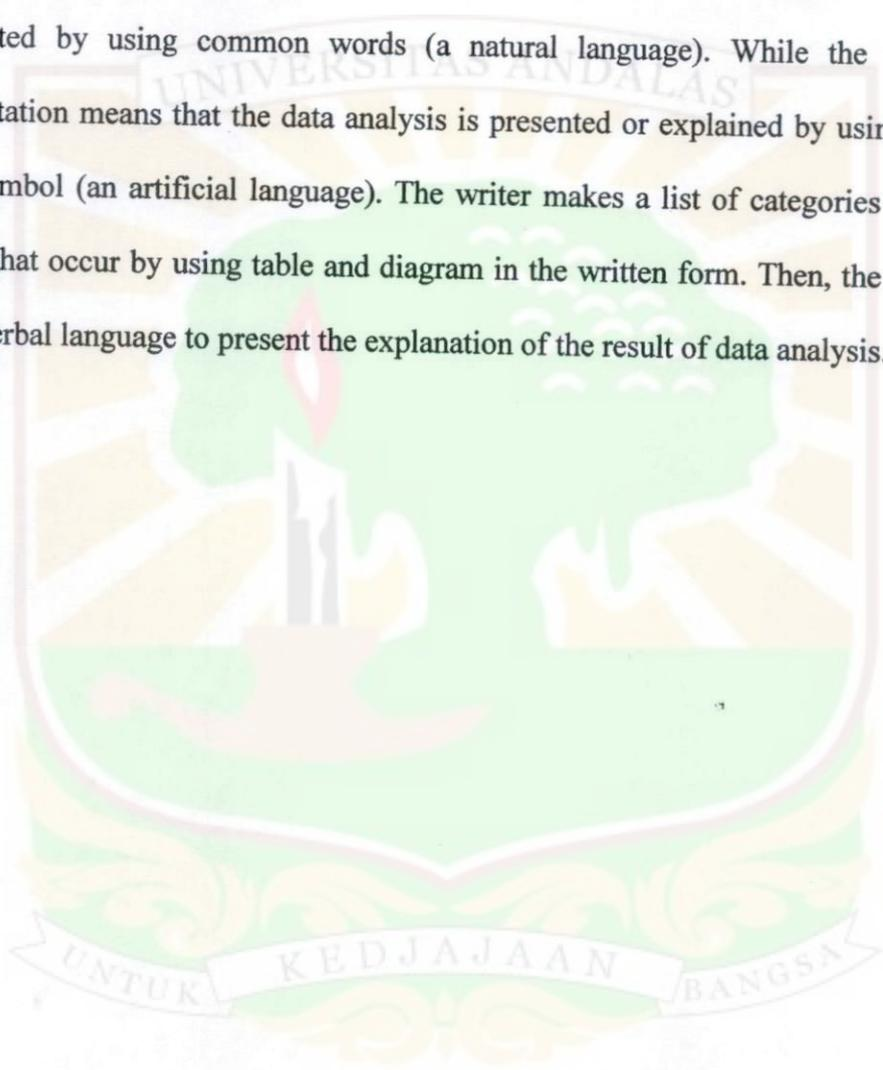 ted by using common words (a natural language). While the
UNIVERSITAS ANDALAS
tation means that the data analysis is presented or explained by usin
mbol (an artificial language). The writer makes a list of categories
hat occur by using table and diagram in the written form. Then, the
erbal language to present the explanation of the result of data analysis.
UNTUK KEDJAJAAN BANGSA